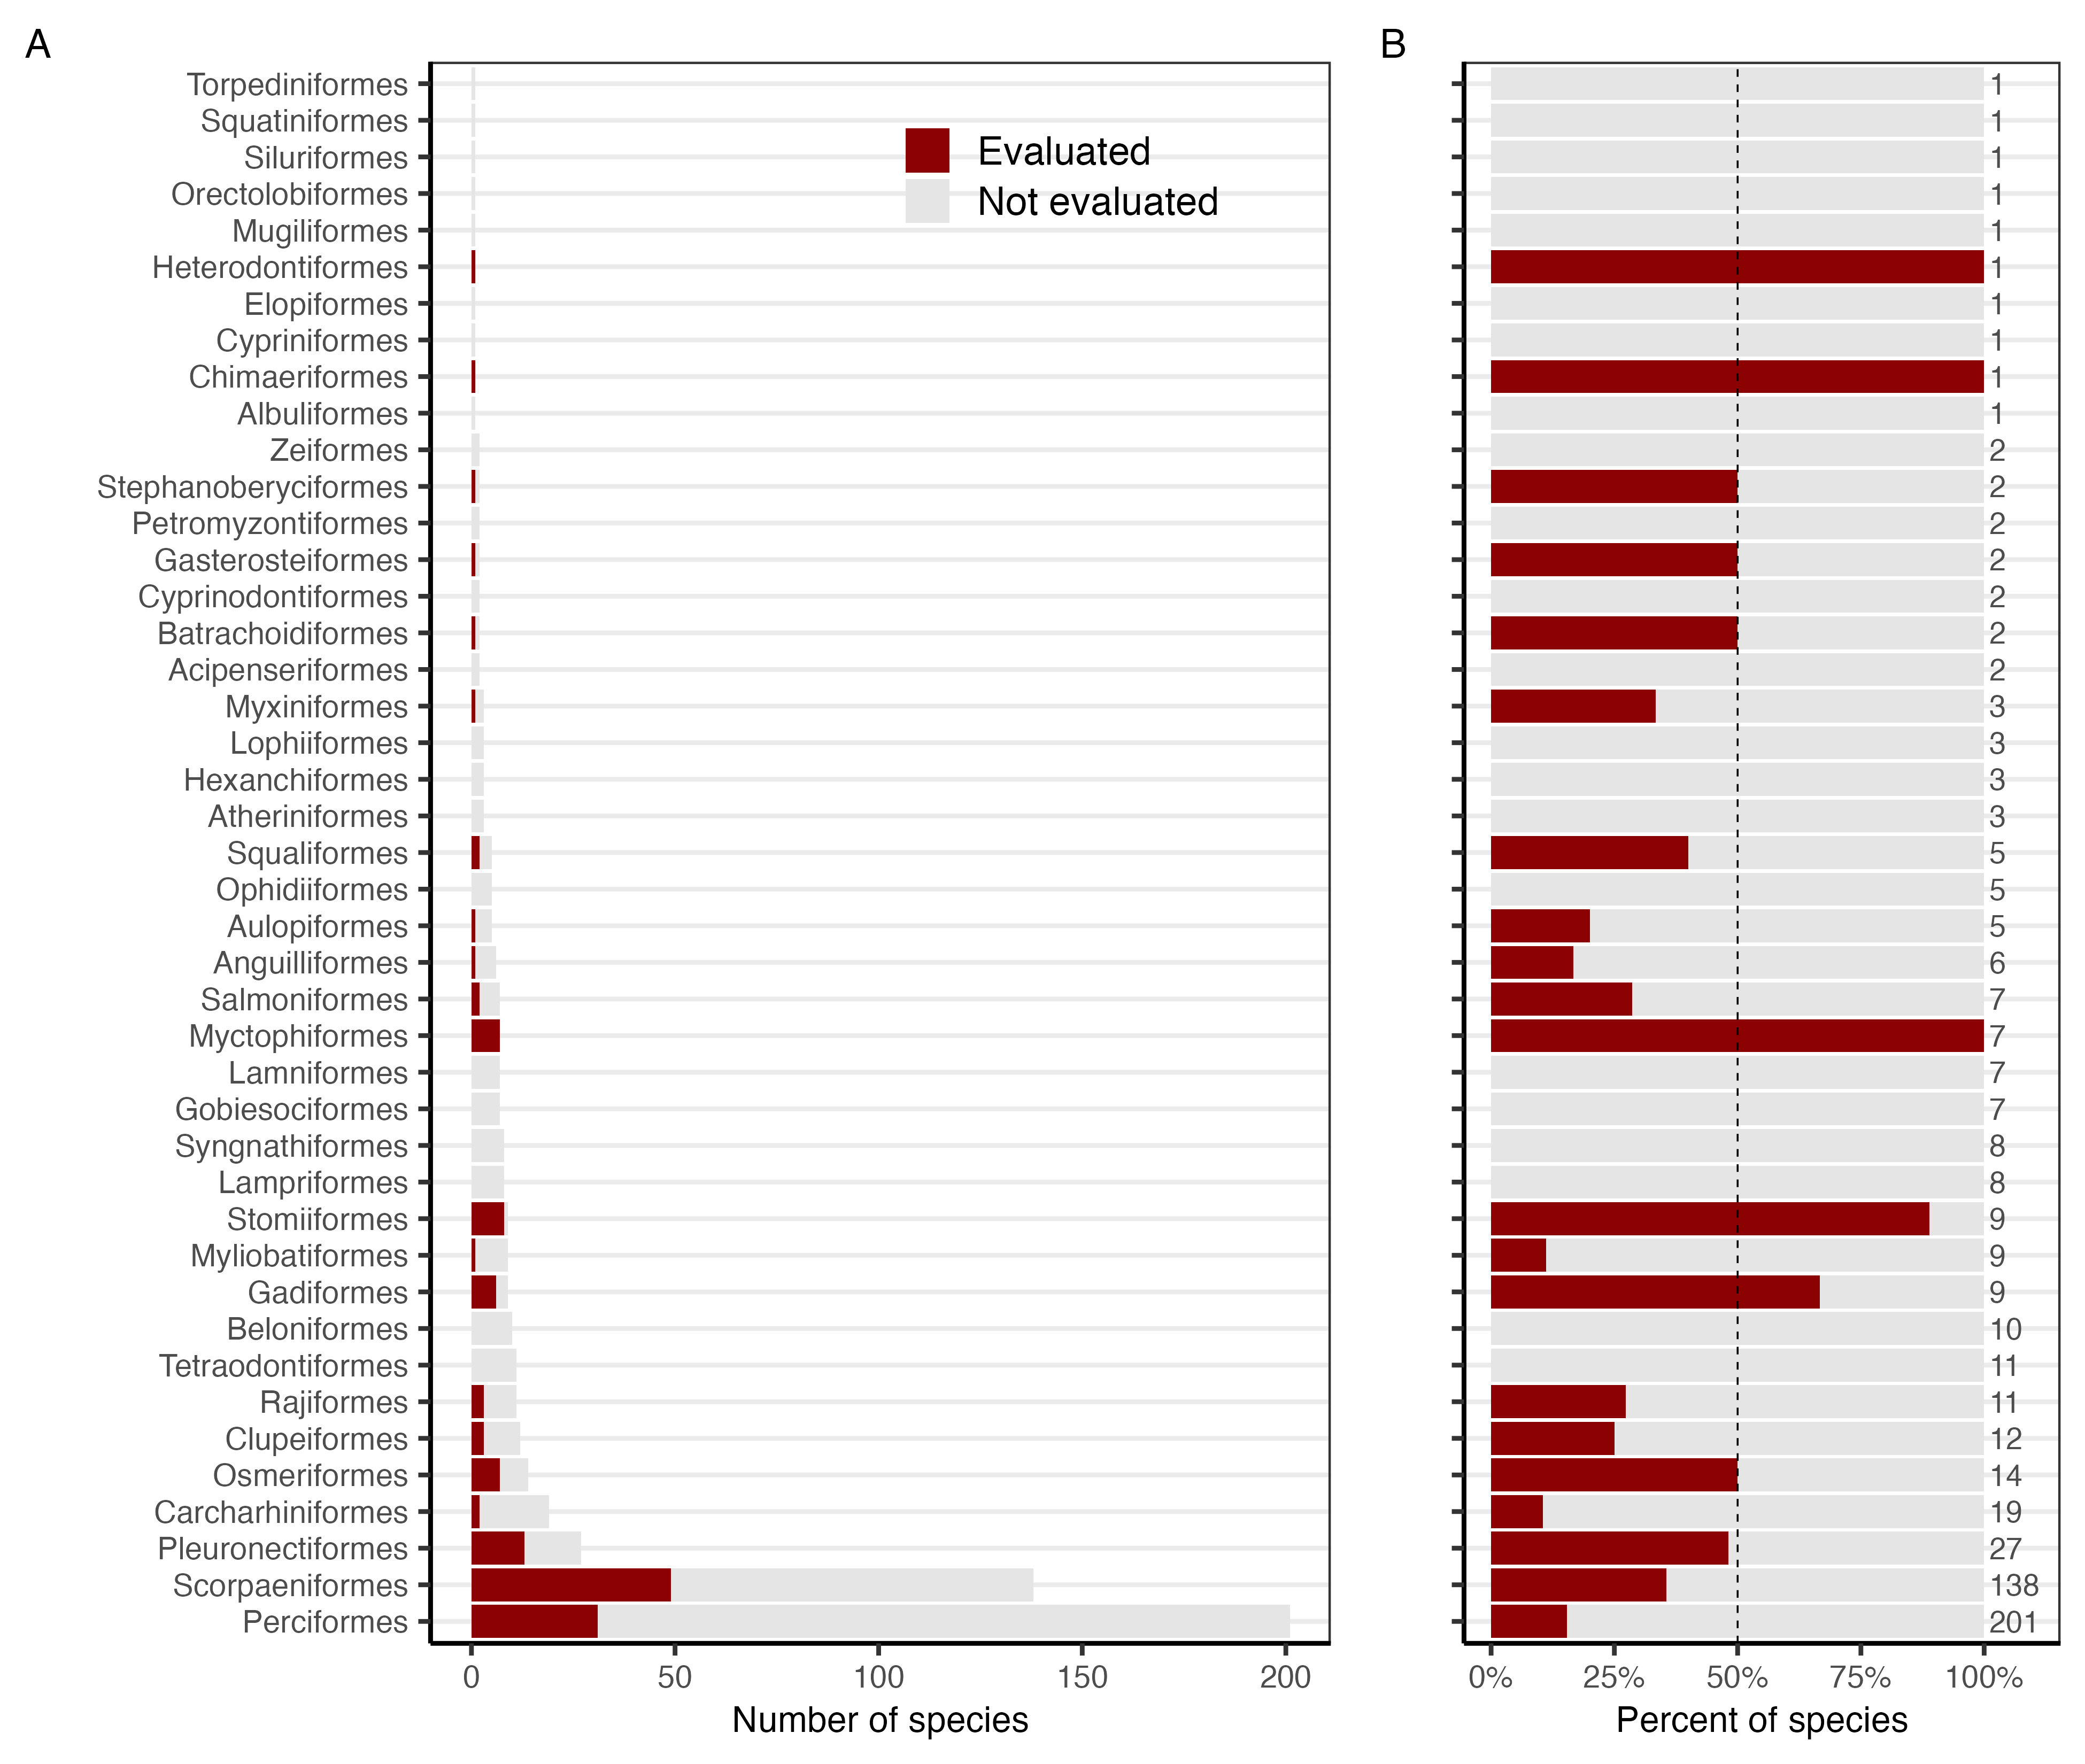 A
B
Torpediniformes 1
Squatiniformes 1
Siluriformes 1
Orectolobiformes 1
Mugiliformes 1
Heterodontiformes 1
Elopiformes 1
Cypriniformes 1
Chimaeriformes 1
Albuliformes 1
Zeiformes 2
Stephanoberyciformes 2
Petromyzontiformes 2
Gasterosteiformes 2
Cyprinodontiformes 2
Batrachoidiformes 2
Acipenseriformes 2
Myxiniformes 3
Lophiiformes 3
Hexanchiformes 3
Atheriniformes 3
Squaliformes 5
Ophidiiformes 5
Aulopiformes 5
Anguilliformes 6
Salmoniformes 7
Myctophiformes 7
Lamniformes 7
Gobiesociformes 7
Syngnathiformes 8
Lampriformes 8
Stomiiformes 9
Myliobatiformes 9
Gadiformes 9
Beloniformes 10
Tetraodontiformes 11
Rajiformes 11
Clupeiformes 12
Osmeriformes 14
Carcharhiniformes 19
Pleuronectiformes 27
Scorpaeniformes 138
Perciformes 201
Evaluated
Not evaluated
0 50 100 150 200
Number of species
0% 25% 50% 75% 100%
Percent of species